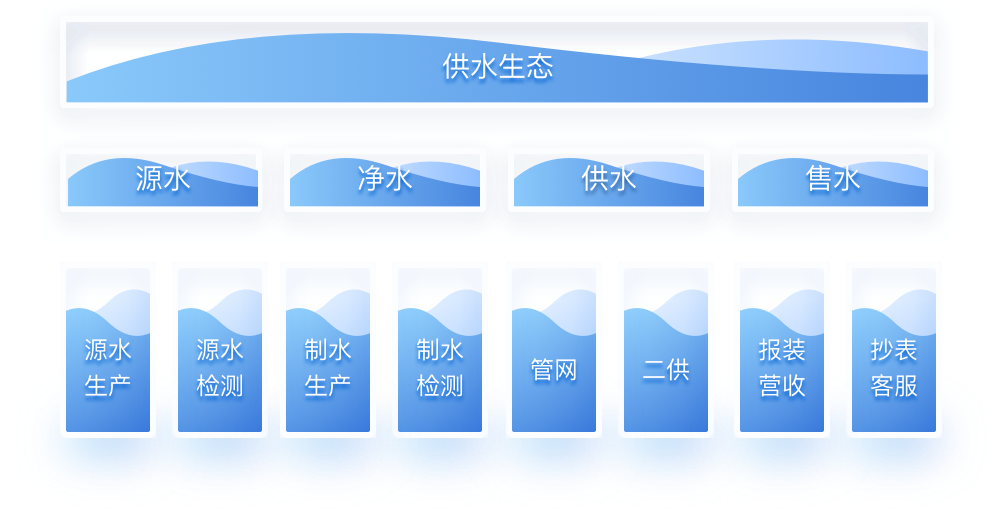 供水生态
源水
净水
供水
售水
源水
生产
源水
检测
制水
生产
制水
检测
管网
二供
报装
营收
抄表
客服